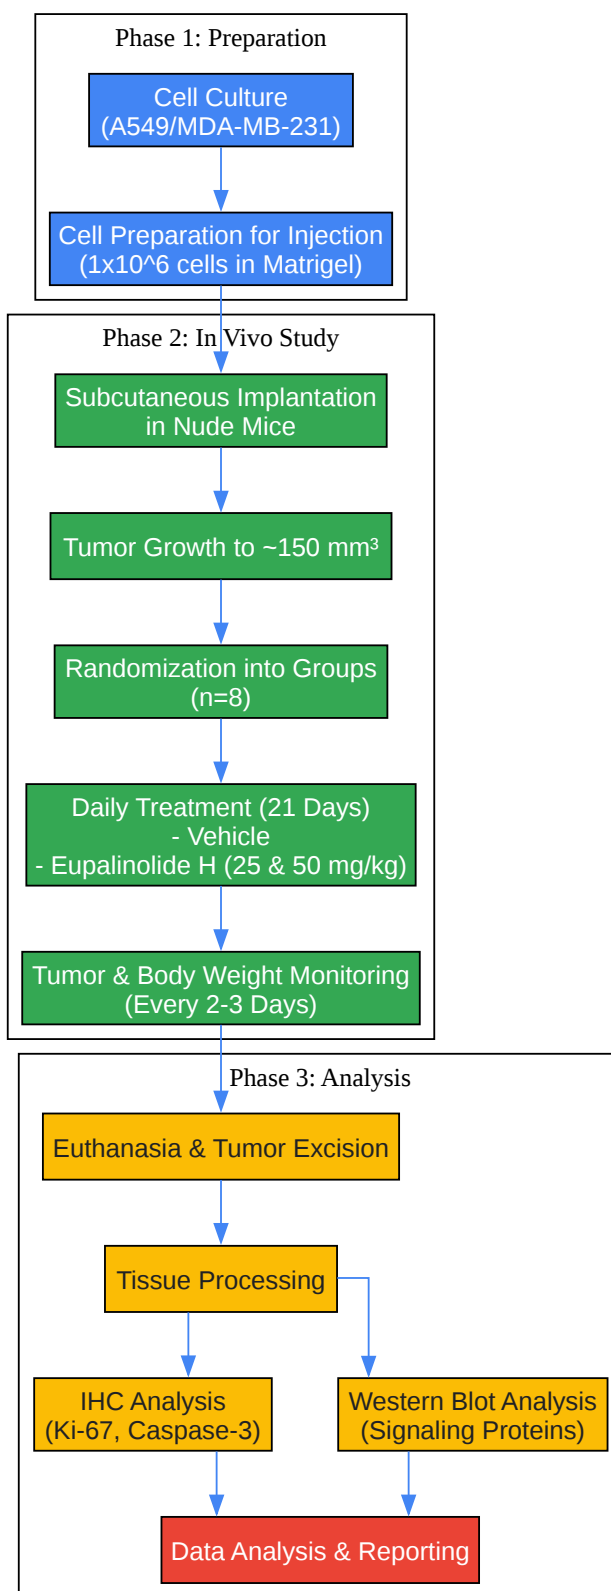 Phase 1: Preparation
Cell Culture
(A549/MDA-MB-231)
Cell Preparation for Injection
(1x10^6 cells in Matrigel)
Phase 2: In Vivo Study
Subcutaneous Implantation
in Nude Mice
Tumor Growth to ~150 mm³
Randomization into Groups
(n=8)
Daily Treatment (21 Days)
- Vehicle
- Eupalinolide H (25 & 50 mg/kg)
Tumor & Body Weight Monitoring
(Every 2-3 Days)
Phase 3: Analysis
Euthanasia & Tumor Excision
Tissue Processing
IHC Analysis
(Ki-67, Caspase-3)
Western Blot Analysis
(Signaling Proteins)
Data Analysis & Reporting